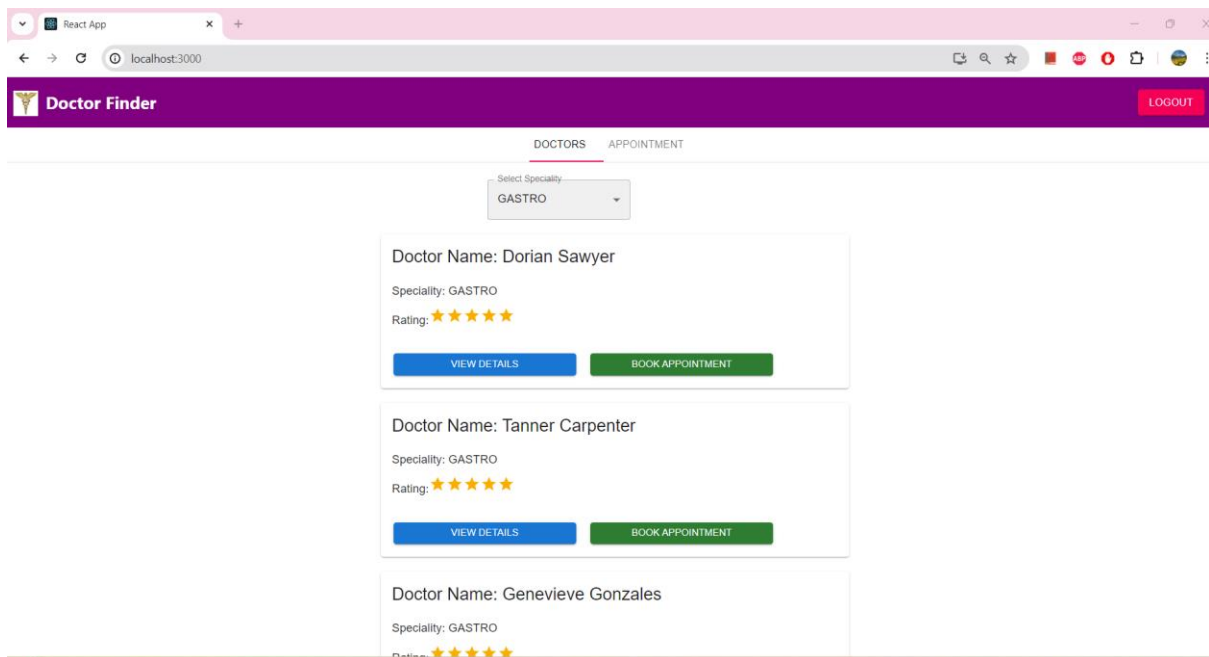 React App
localhost:3000
ABP
Doctor Finder
LOGOUT
DOCTORS APPOINTMENT
Select Speciality
GASTRO
Doctor Name: Dorian Sawyer
Speciality: GASTRO
Rating:
VIEW DETAILS BOOK APPOINTMENT
Doctor Name: Tanner Carpenter
Speciality: GASTRO
Rating:
VIEW DETAILS BOOK APPOINTMENT
Doctor Name: Genevieve Gonzales
Speciality: GASTRO
Rating: